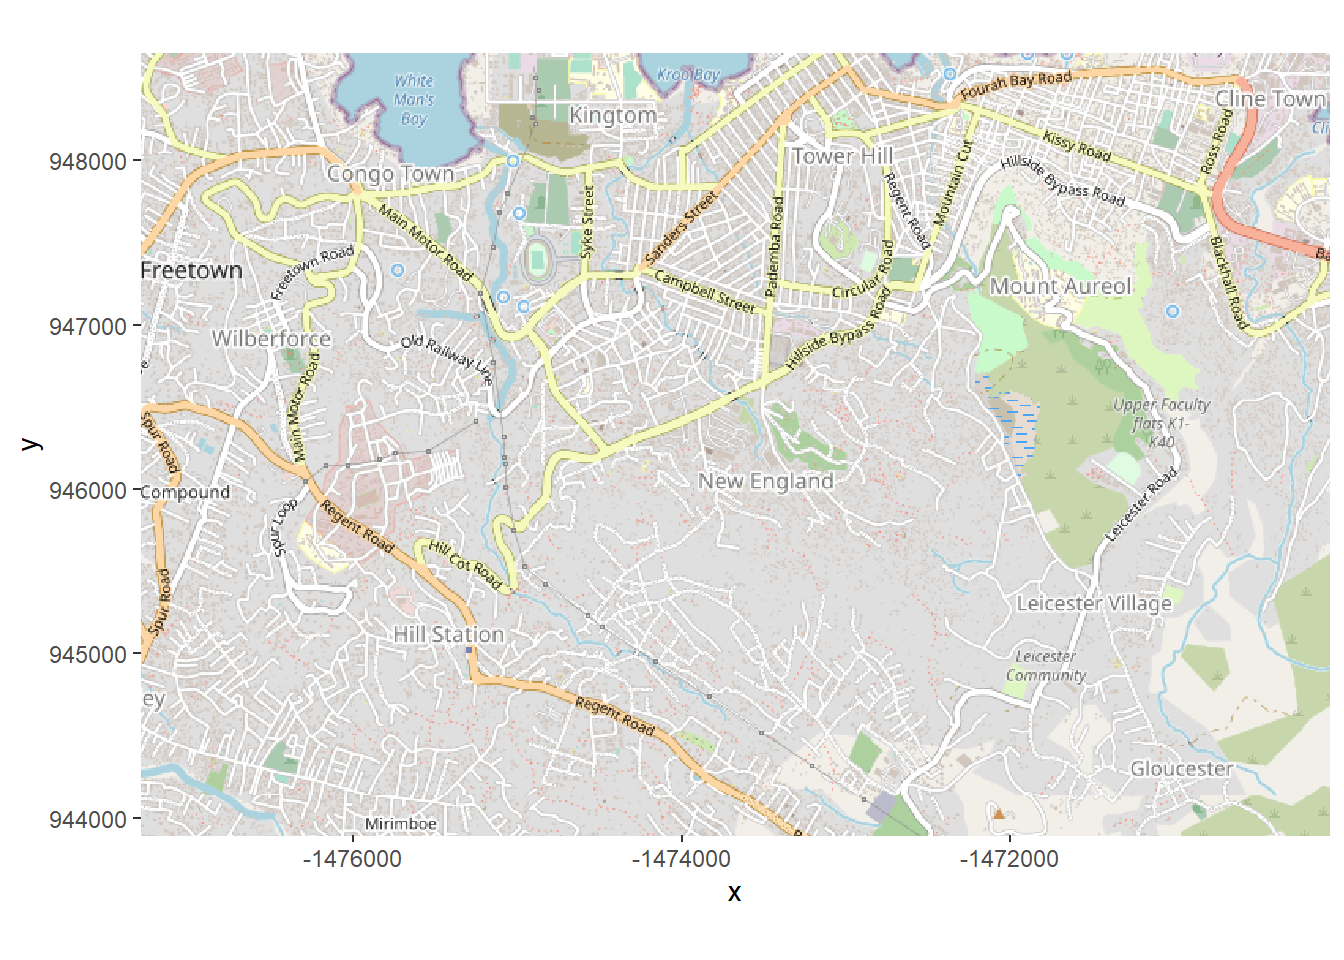 White
Man's
Bay
Kroo Bay
Kingtom
Fourah Bay Road
Cline Town
948000
Congo Town
Tower Hill
Kissy Road
Ross Road
Hillside Bypass Road
Mountain Cut
Regent Road
Syke Street
Sanders Street
Main Motor Road
Pademba Road
Freetown
Freetown Road
Campbell Street
Circular Road
Mount Aureol
Blackhall Road
Ba
947000
Wilberforce
Old Railway Line
Hillside Bypass Road
e
Main Motor Road
Upper Faculty
flats K1-
K40
Spur Road
y
946000
Compound
New England
Leicester Road
Spur Loop
Regent Road
Hill Cot Road
Spur Road
Leicester Village
Hill Station
945000
Leicester
Community
ey
Regent Road
Gloucester
944000
Mirimboe
-1476000
-1474000
-1472000
x